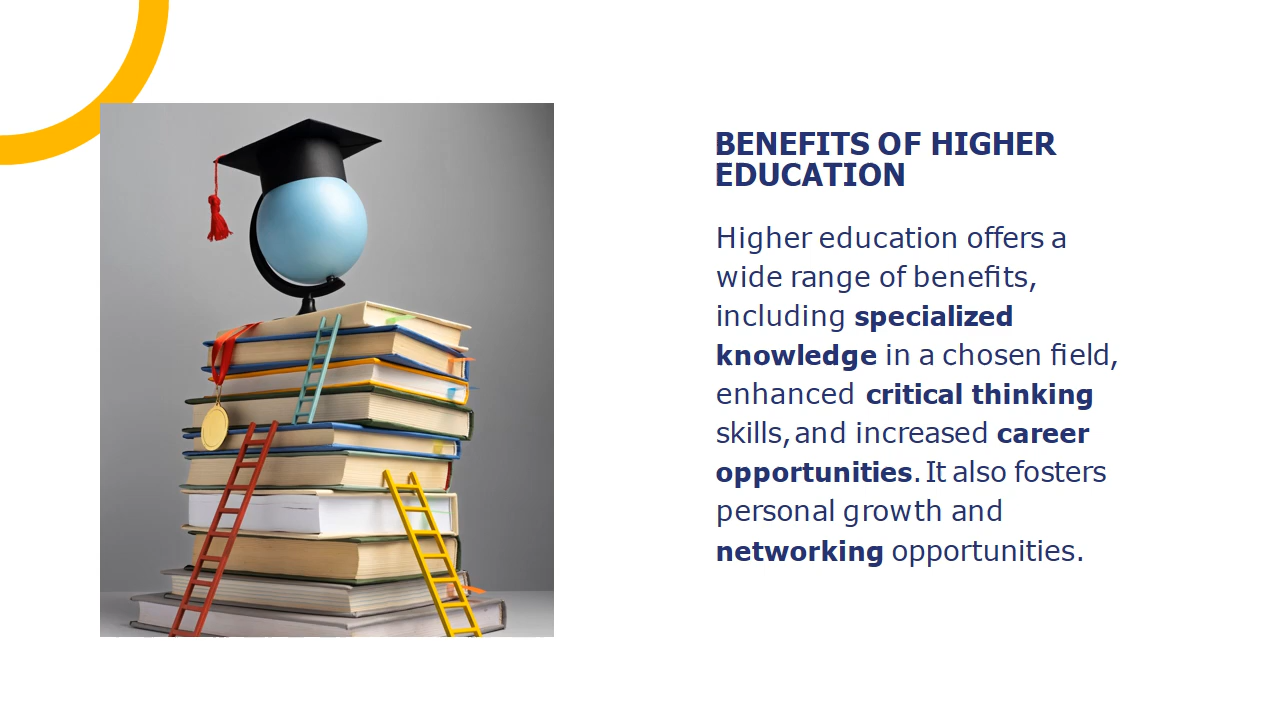 BENEFITS OF HIGHER
EDUCATION
Higher education offers a
wide range of benefits,
including specialized
knowledge in a chosen field,
enhanced critical thinking
skills, and increased career
opportunities. It also fosters
personal growth and
networking opportunities.